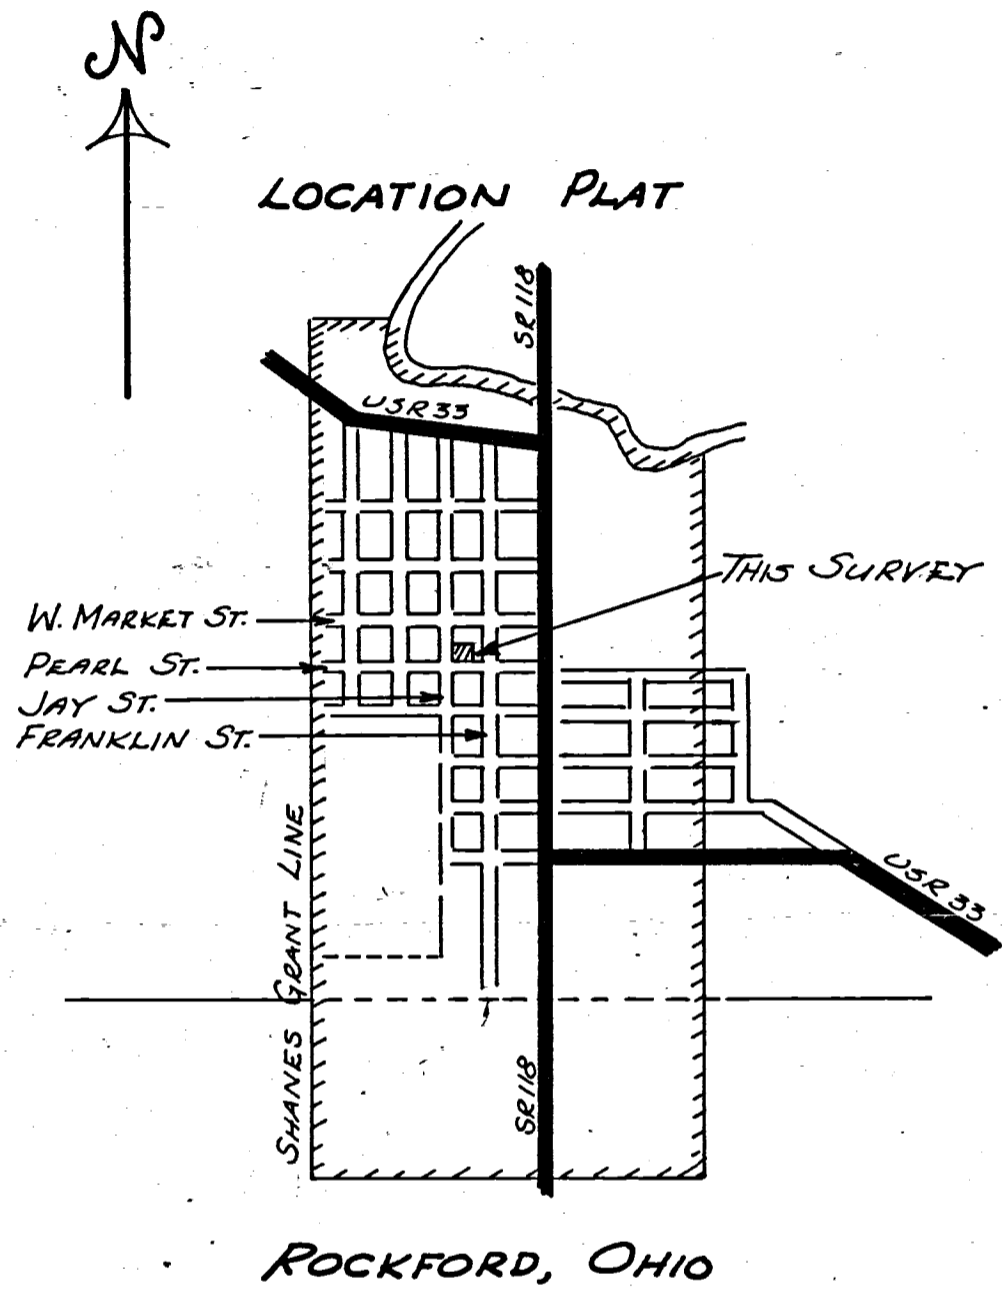 N
LOCATION PLAT
SR 118
USR 33
THIS SURVEY
W. MARKET ST.
PEARL ST.
JAY ST.
FRANKLIN ST.
SHANES GRANT LINE
USR 33
SR 118
ROCKFORD, OHIO